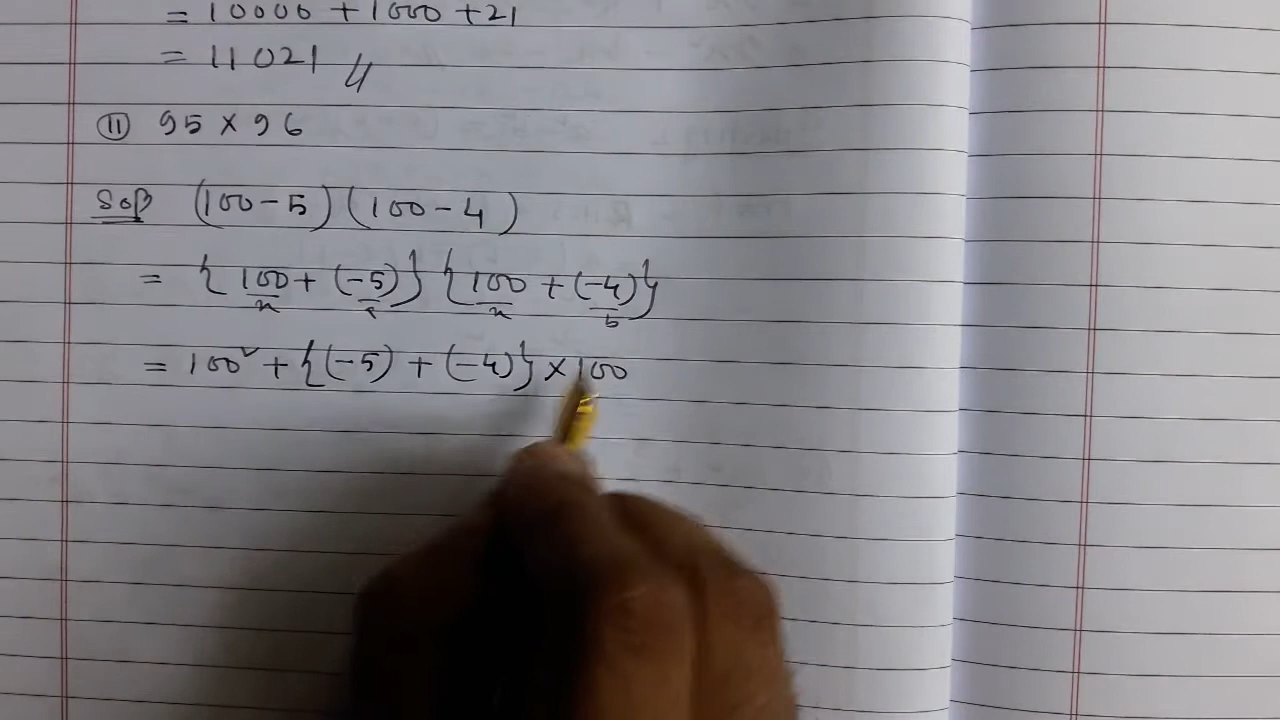 = 10000 + 1000 + 21
= 11021 //
(11) 95 × 96
Sol? (100 - 5) (100 - 4)
= {100 + (-5)} {100 + (-4)}
x x b
= 100² + {(-5) + (-4)} × 100